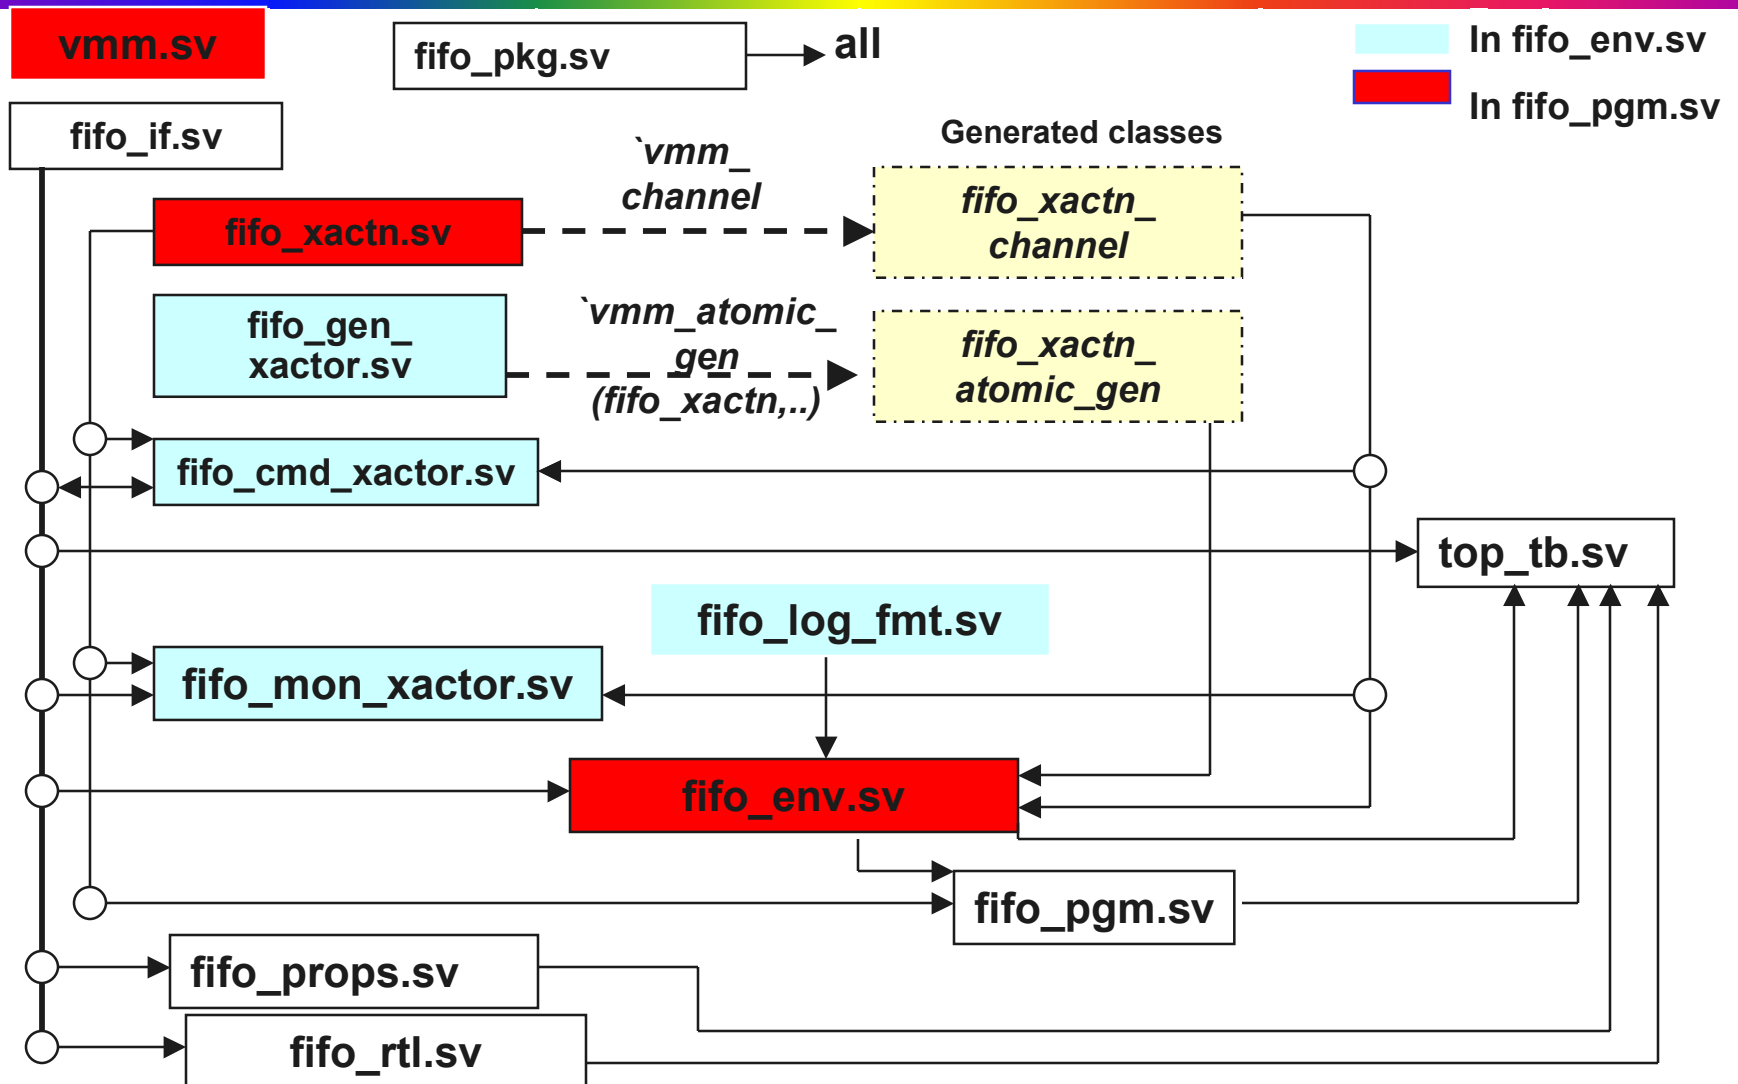 vmm.sv
fifo_pkg.sv
all
In fifo_env.sv
In fifo_pgm.sv
fifo_if.sv
Generated classes
`vmm_
channel
fifo_xactn.sv
fifo_xactn_
channel
fifo_gen_
xactor.sv
`vmm_atomic_
gen
(fifo_xactn,..)
fifo_xactn_
atomic_gen
fifo_cmd_xactor.sv
top_tb.sv
fifo_log_fmt.sv
fifo_mon_xactor.sv
fifo_env.sv
fifo_pgm.sv
fifo_props.sv
fifo_rtl.sv